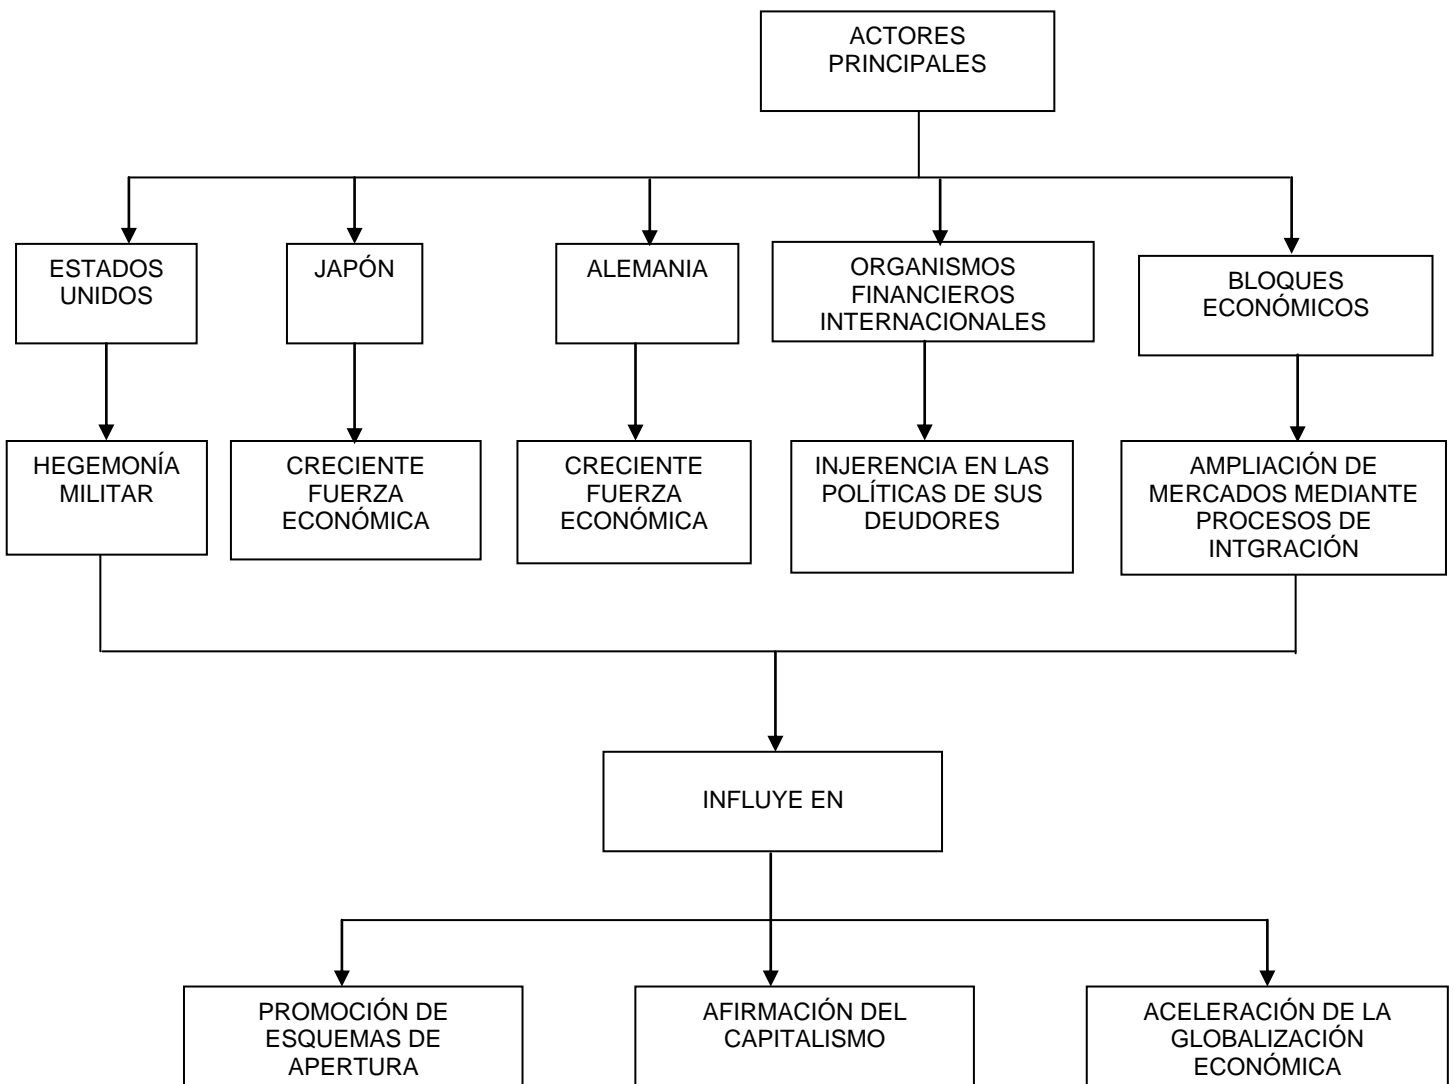 ACTORES
PRINCIPALES
ESTADOS
UNIDOS
JAPÓN
ALEMANIA
ORGANISMOS
FINANCIEROS
INTERNACIONALES
BLOQUES
ECONÓMICOS
HEGEMONÍA
MILITAR
CRECIENTE
FUERZA
ECONÓMICA
CRECIENTE
FUERZA
ECONÓMICA
INJERENCIA EN LAS
POLÍTICAS DE SUS
DEUDORES
AMPLIACIÓN DE
MERCADOS MEDIANTE
PROCESOS DE
INTGRACIÓN
INFLUYE EN
PROMOCIÓN DE
ESQUEMAS DE
APERTURA
AFIRMACIÓN DEL
CAPITALISMO
ACELERACIÓN DE LA
GLOBALIZACIÓN
ECONÓMICA